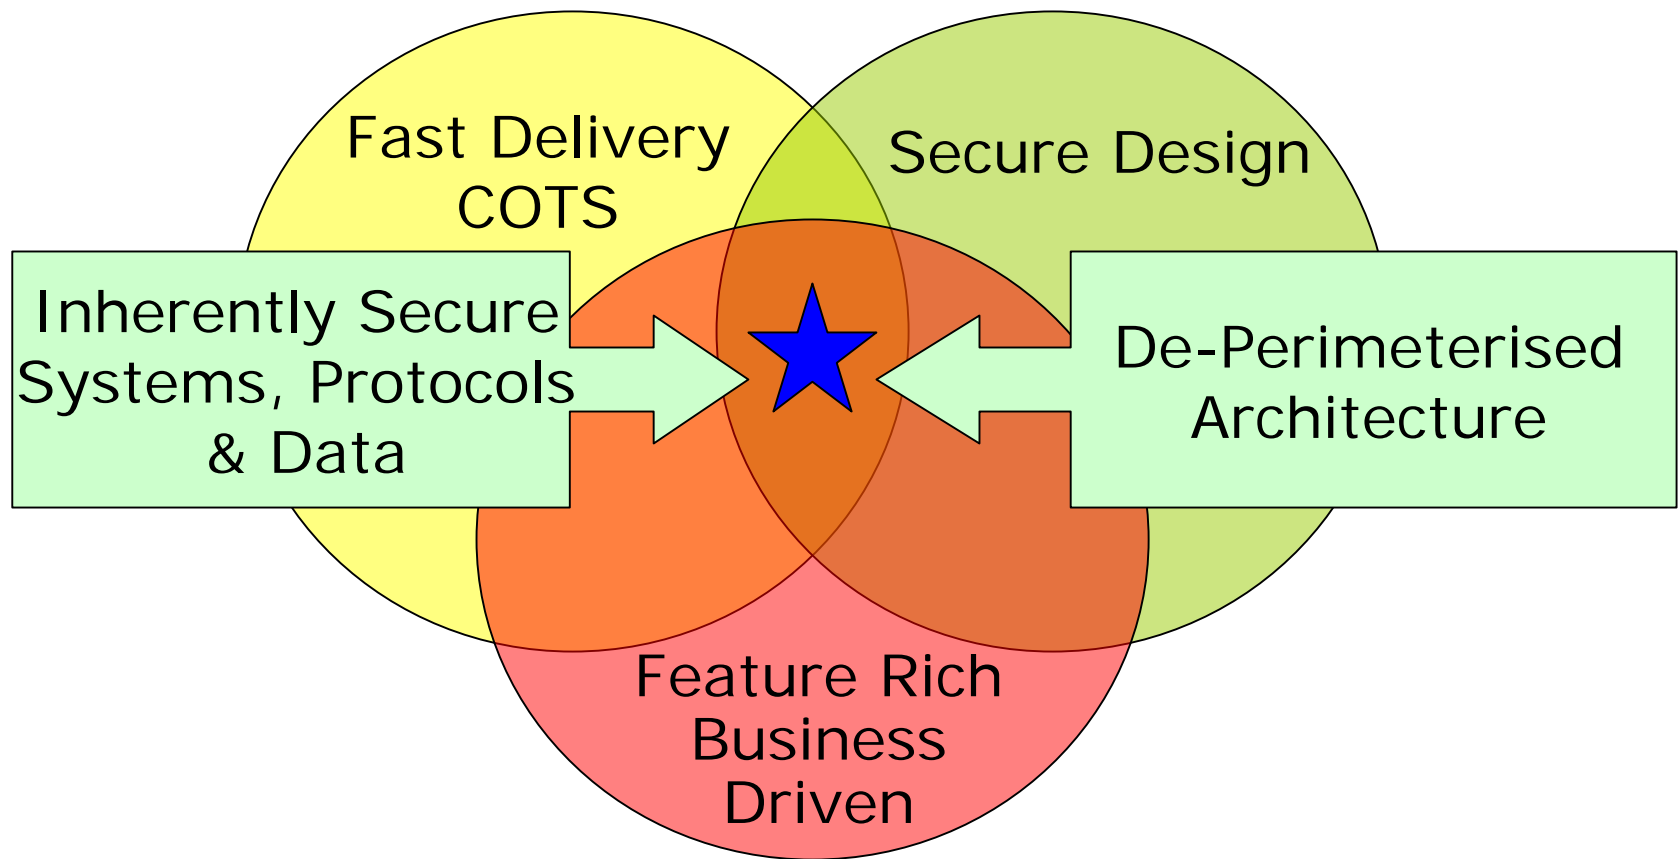 Fast Delivery
COTS
Secure Design
Inherently Secure
Systems, Protocols
& Data
De-Perimeterised
Architecture
Feature Rich
Business
Driven